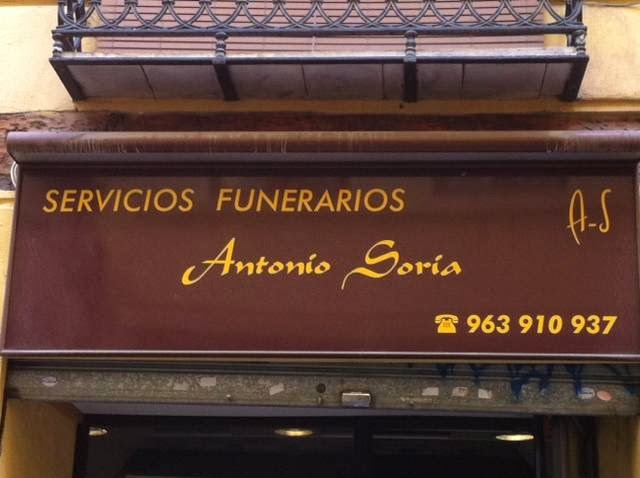 SERVICIOS FUNERARIOS
A-S
Antonio Soria
☎ 963 910 937